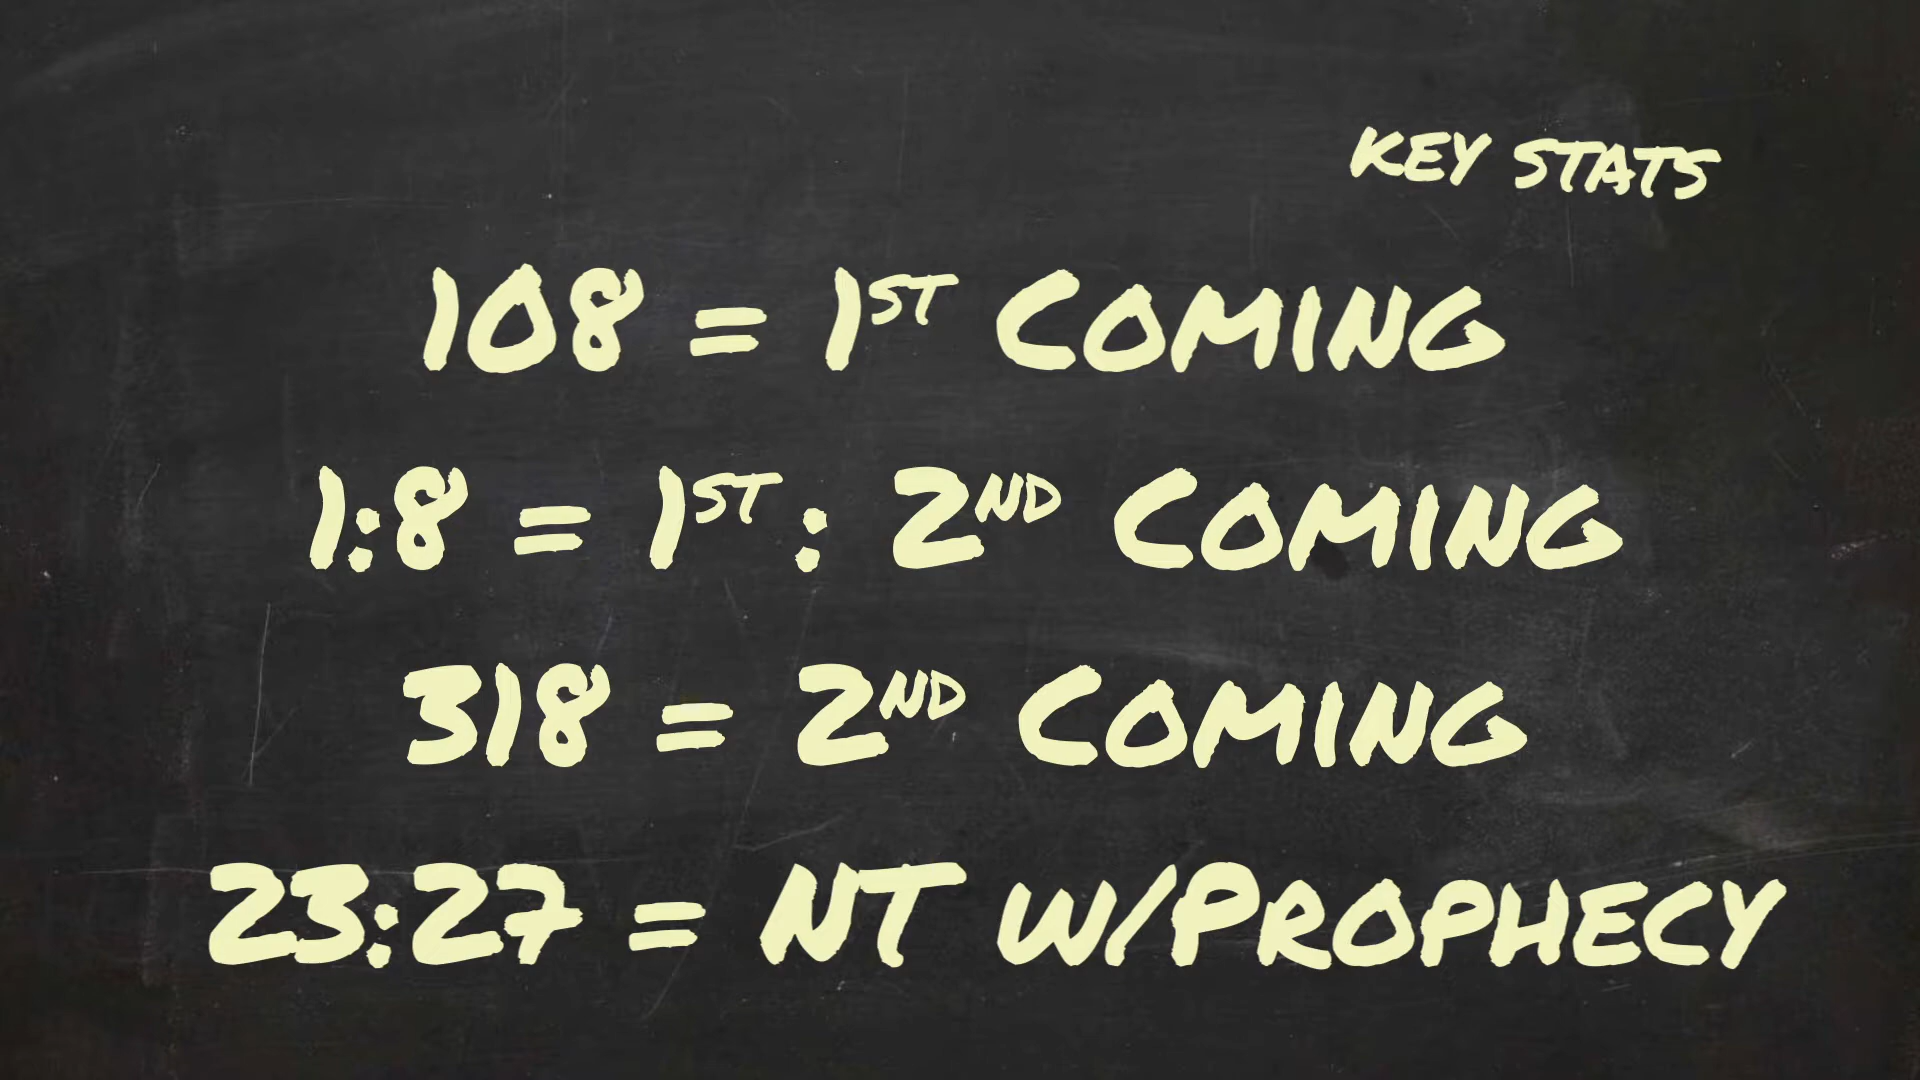 KEY STATS
108 = 1ST COMING
1:8 = 1ST : 2ND COMING
318 = 2ND COMING
23:27 = NT W/PROPHECY